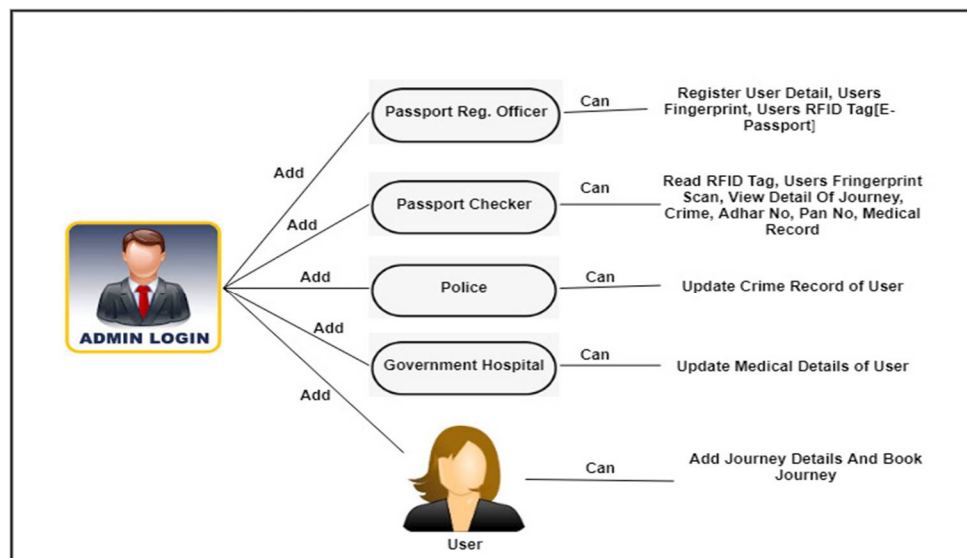 ADMIN LOGIN
Add
Passport Reg. Officer
Can
Register User Detail, Users
Fingerprint, Users RFID Tag[E-
Passport]
Add
Passport Checker
Can
Read RFID Tag, Users Fringerprint
Scan, View Detail Of Journey,
Crime, Adhar No, Pan No, Medical
Record
Add
Police
Can
Update Crime Record of User
Add
Government Hospital
Can
Update Medical Details of User
Add
User
Can
Add Journey Details And Book
Journey